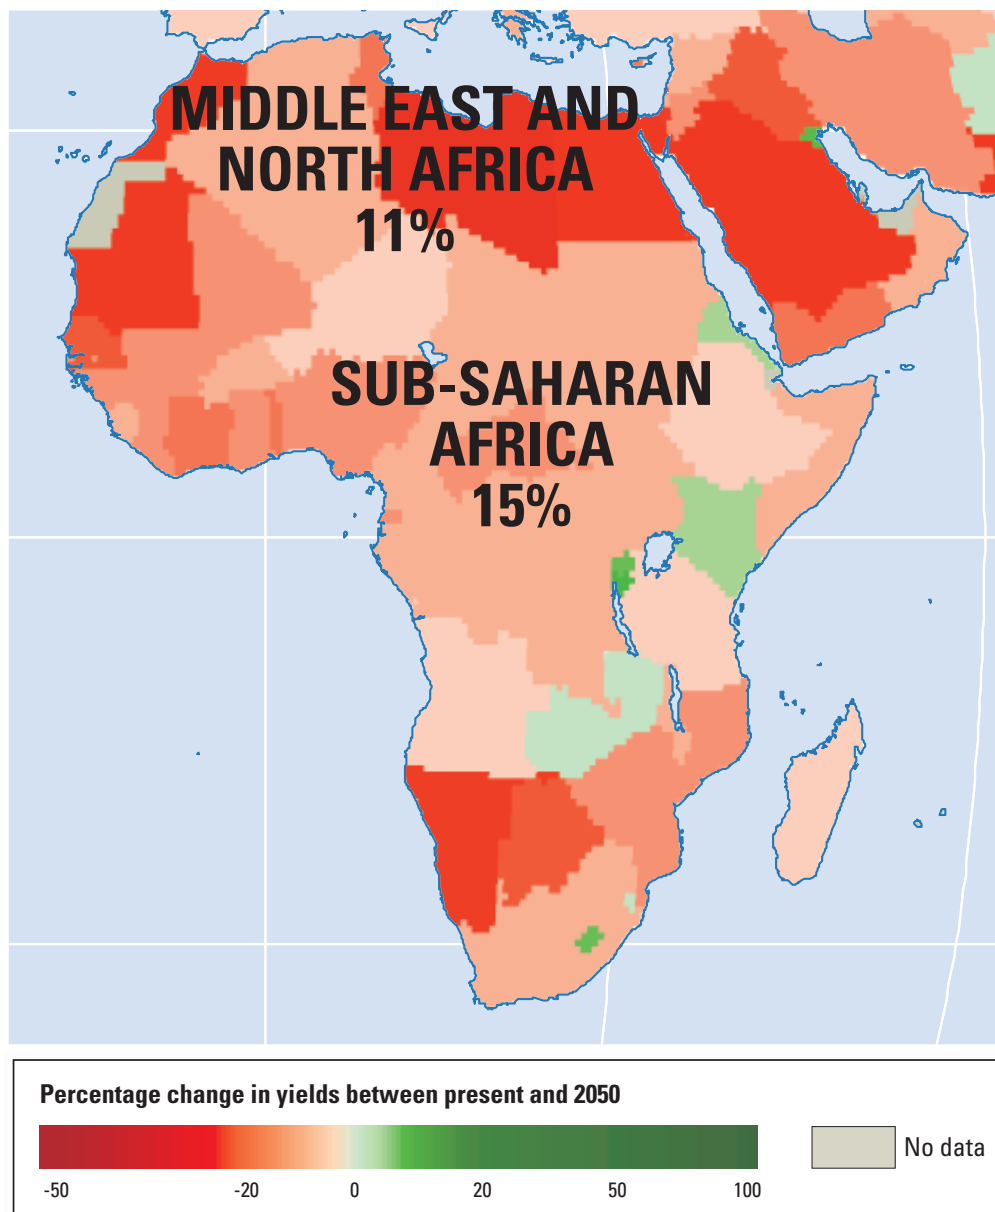 MIDDLE EAST AND
NORTH AFRICA
11%
SUB-SAHARAN
AFRICA
15%
Percentage change in yields between present and 2050
-50 -20 0 20 50 100
No data